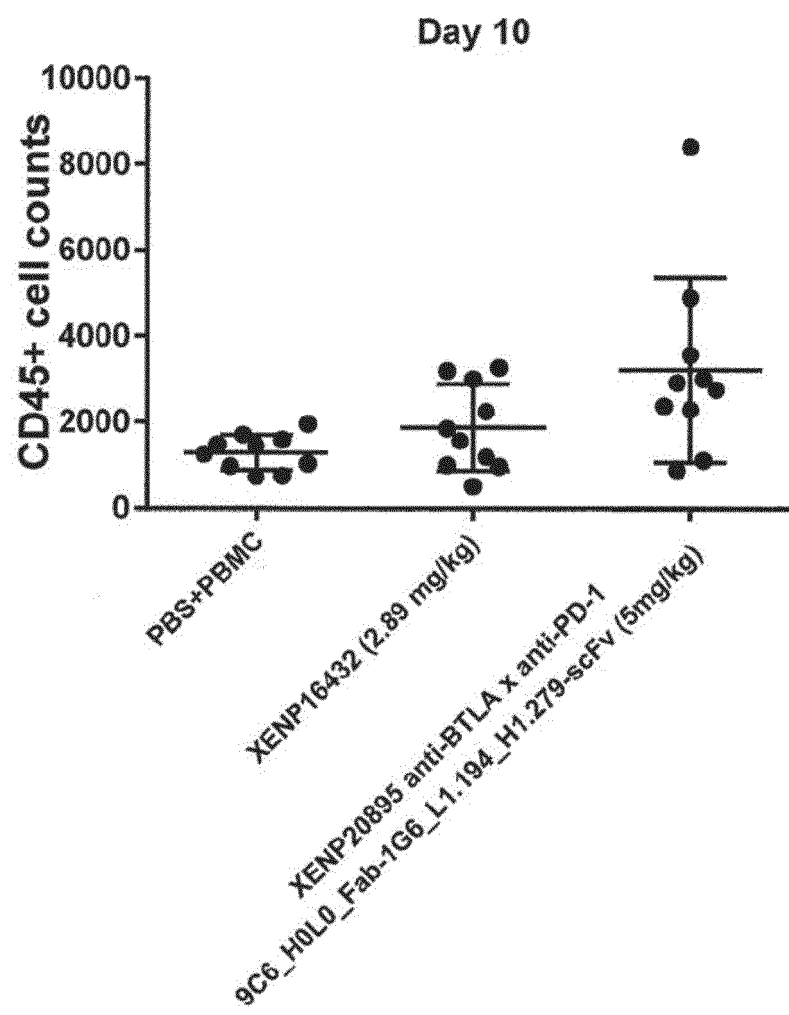 Day 10
CD45+ cell counts
10000
8000
6000
4000
2000
0
PBS+PBMC
XENP16432 (2.89 mg/kg)
XENP20895 anti-BTLA x anti-PD-1
9C6_H0L0_Fab-1G6_L1.194_H1.279-scFv (5mg/kg)